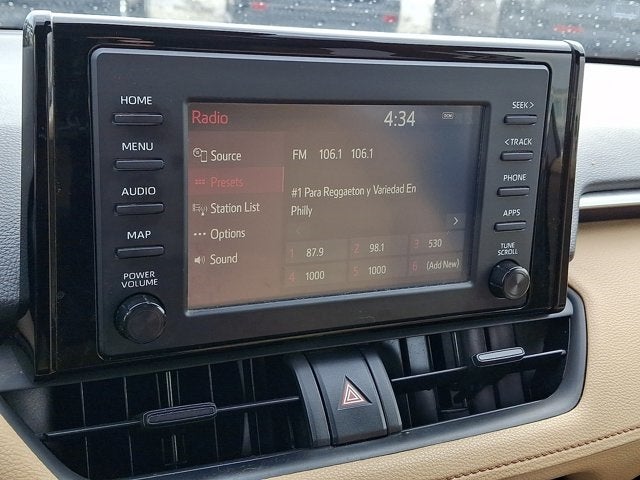 HOME
MENU
AUDIO
MAP
POWER
VOLUME
Radio
4:34
DCM
Source
Presets
Station List
Options
Sound
FM 106.1 106.1
#1 Para Reggaeton y Variedad En
Philly
1 87.9 2 98.1 3 530
4 1000 5 1000 6 (Add New)
SEEK >
< TRACK
PHONE
APPS
TUNE
SCROLL